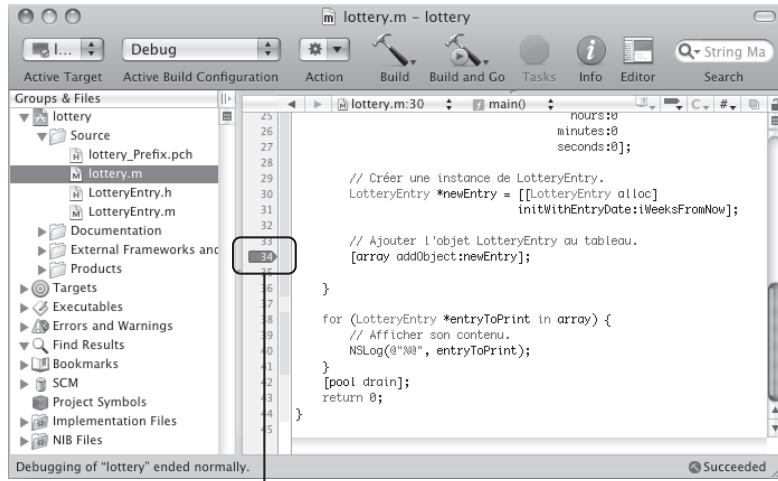 lottery.m – lottery
l...
Debug
String Ma
Active Target
Active Build Configuration
Action
Build
Build and Go
Tasks
Info
Editor
Search
Groups & Files
lottery.m:30
main()
lottery
Source
lottery_Prefix.pch
lottery.m
LotteryEntry.h
LotteryEntry.m
Documentation
External Frameworks and
Products
Targets
Executables
Errors and Warnings
Find Results
Bookmarks
SCM
Project Symbols
Implementation Files
NIB Files
25 hours:0
26 minutes:0
27 seconds:0];
28
29 // Créer une instance de LotteryEntry.
30 LotteryEntry *newEntry = [[LotteryEntry alloc]
31 initWithEntryDate:iWeeksFromNow];
32
33 // Ajouter l'objet LotteryEntry au tableau.
34 [array addObject:newEntry];
35
36 }
37
38 for (LotteryEntry *entryToPrint in array) {
39 // Afficher son contenu.
40 NSLog(@"%@", entryToPrint);
41 }
42 [pool drain];
43 return 0;
44 }
45
Debugging of “lottery” ended normally.
Succeeded